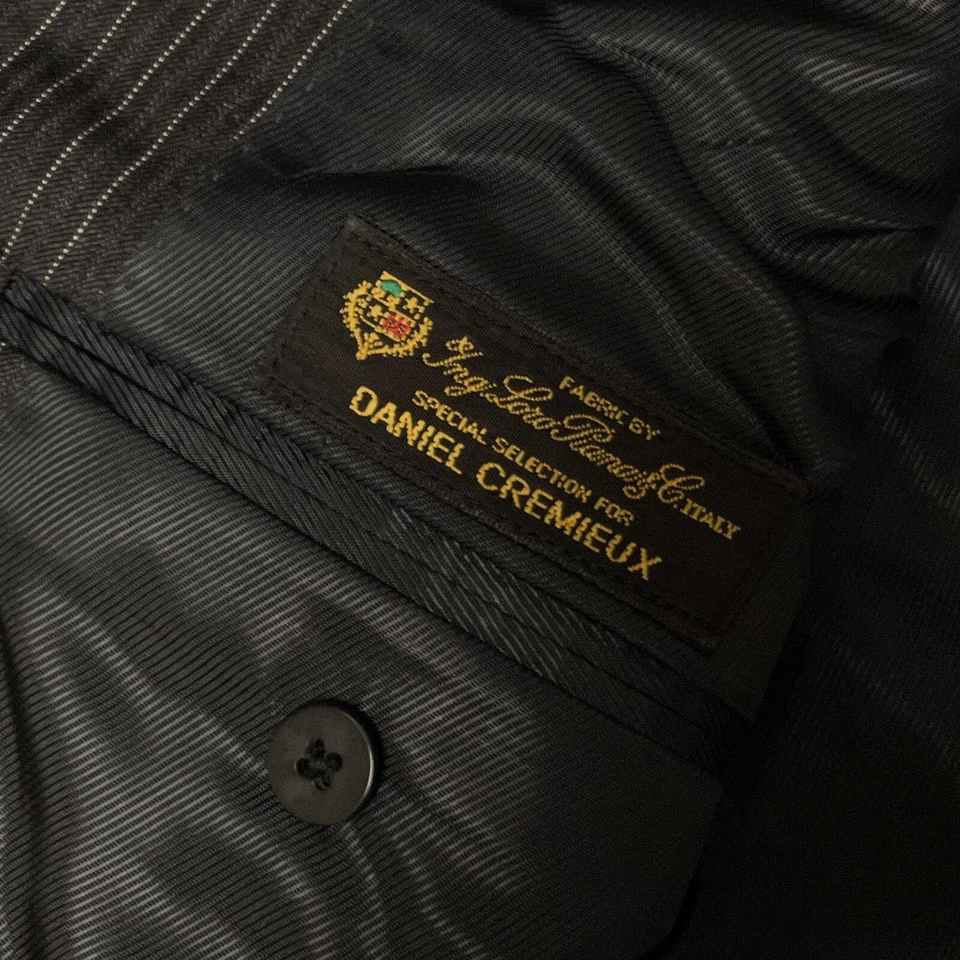 FABRIC BY
Ing. Loro Piana & C. ITALY
SPECIAL SELECTION FOR
DANIEL CREMIEUX